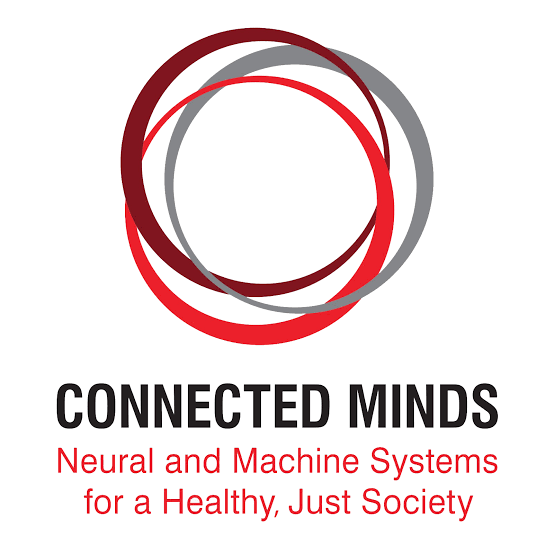 CONNECTED MINDS
Neural and Machine Systems
for a Healthy, Just Society